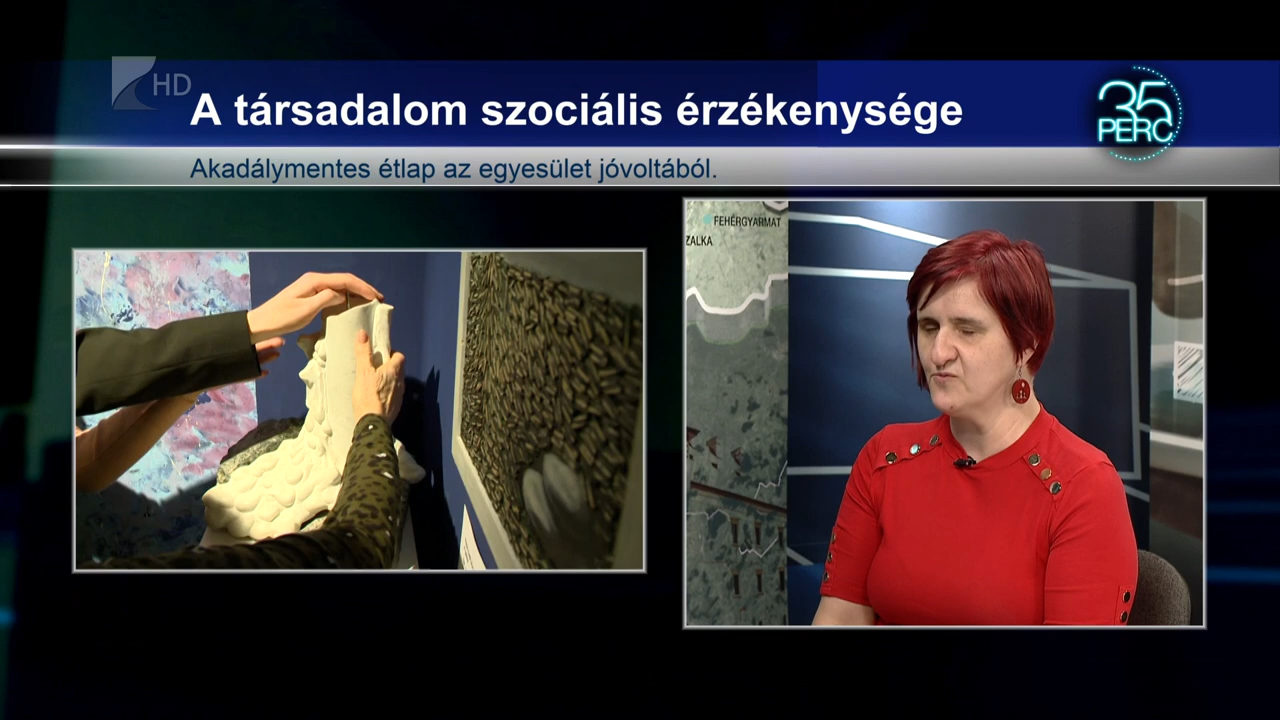 HD
A társadalom szociális érzékenysége
35
PERC
Akadálymentes étlap az egyesület jóvoltából.
FEHÉRGYARMAT
ZALKA